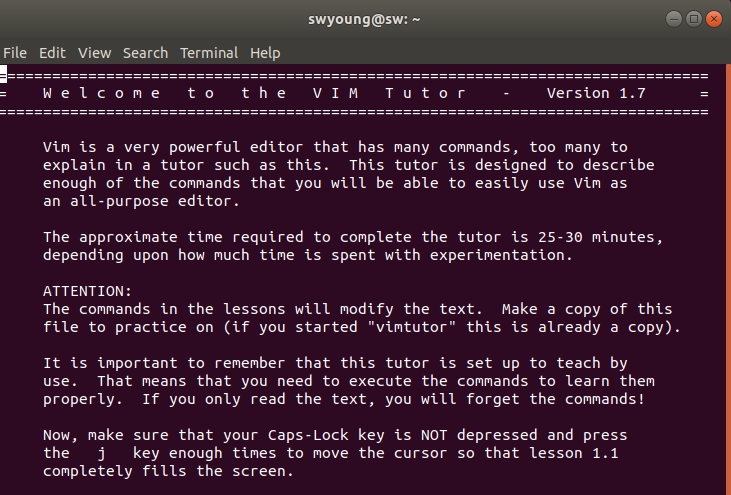 swyoung@sw: ~
File Edit View Search Terminal Help
===============================================================================
=    W e l c o m e   t o   t h e   V I M   T u t o r    -    Version 1.7      =
===============================================================================
Vim is a very powerful editor that has many commands, too many to
explain in a tutor such as this.  This tutor is designed to describe
enough of the commands that you will be able to easily use Vim as
an all-purpose editor.
The approximate time required to complete the tutor is 25-30 minutes,
depending upon how much time is spent with experimentation.
ATTENTION:
The commands in the lessons will modify the text.  Make a copy of this
file to practice on (if you started "vimtutor" this is already a copy).
It is important to remember that this tutor is set up to teach by
use.  That means that you need to execute the commands to learn them
properly.  If you only read the text, you will forget the commands!
Now, make sure that your Caps-Lock key is NOT depressed and press
the   j   key enough times to move the cursor so that lesson 1.1
completely fills the screen.